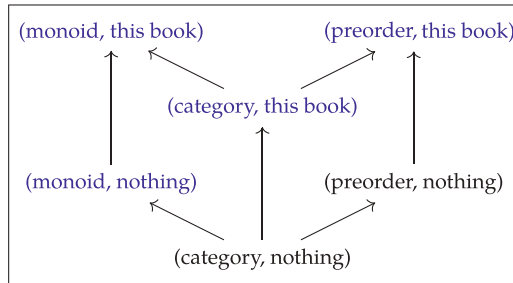 (monoid, this book) (preorder, this book)
(category, this book)
(monoid, nothing) (preorder, nothing)
(category, nothing)